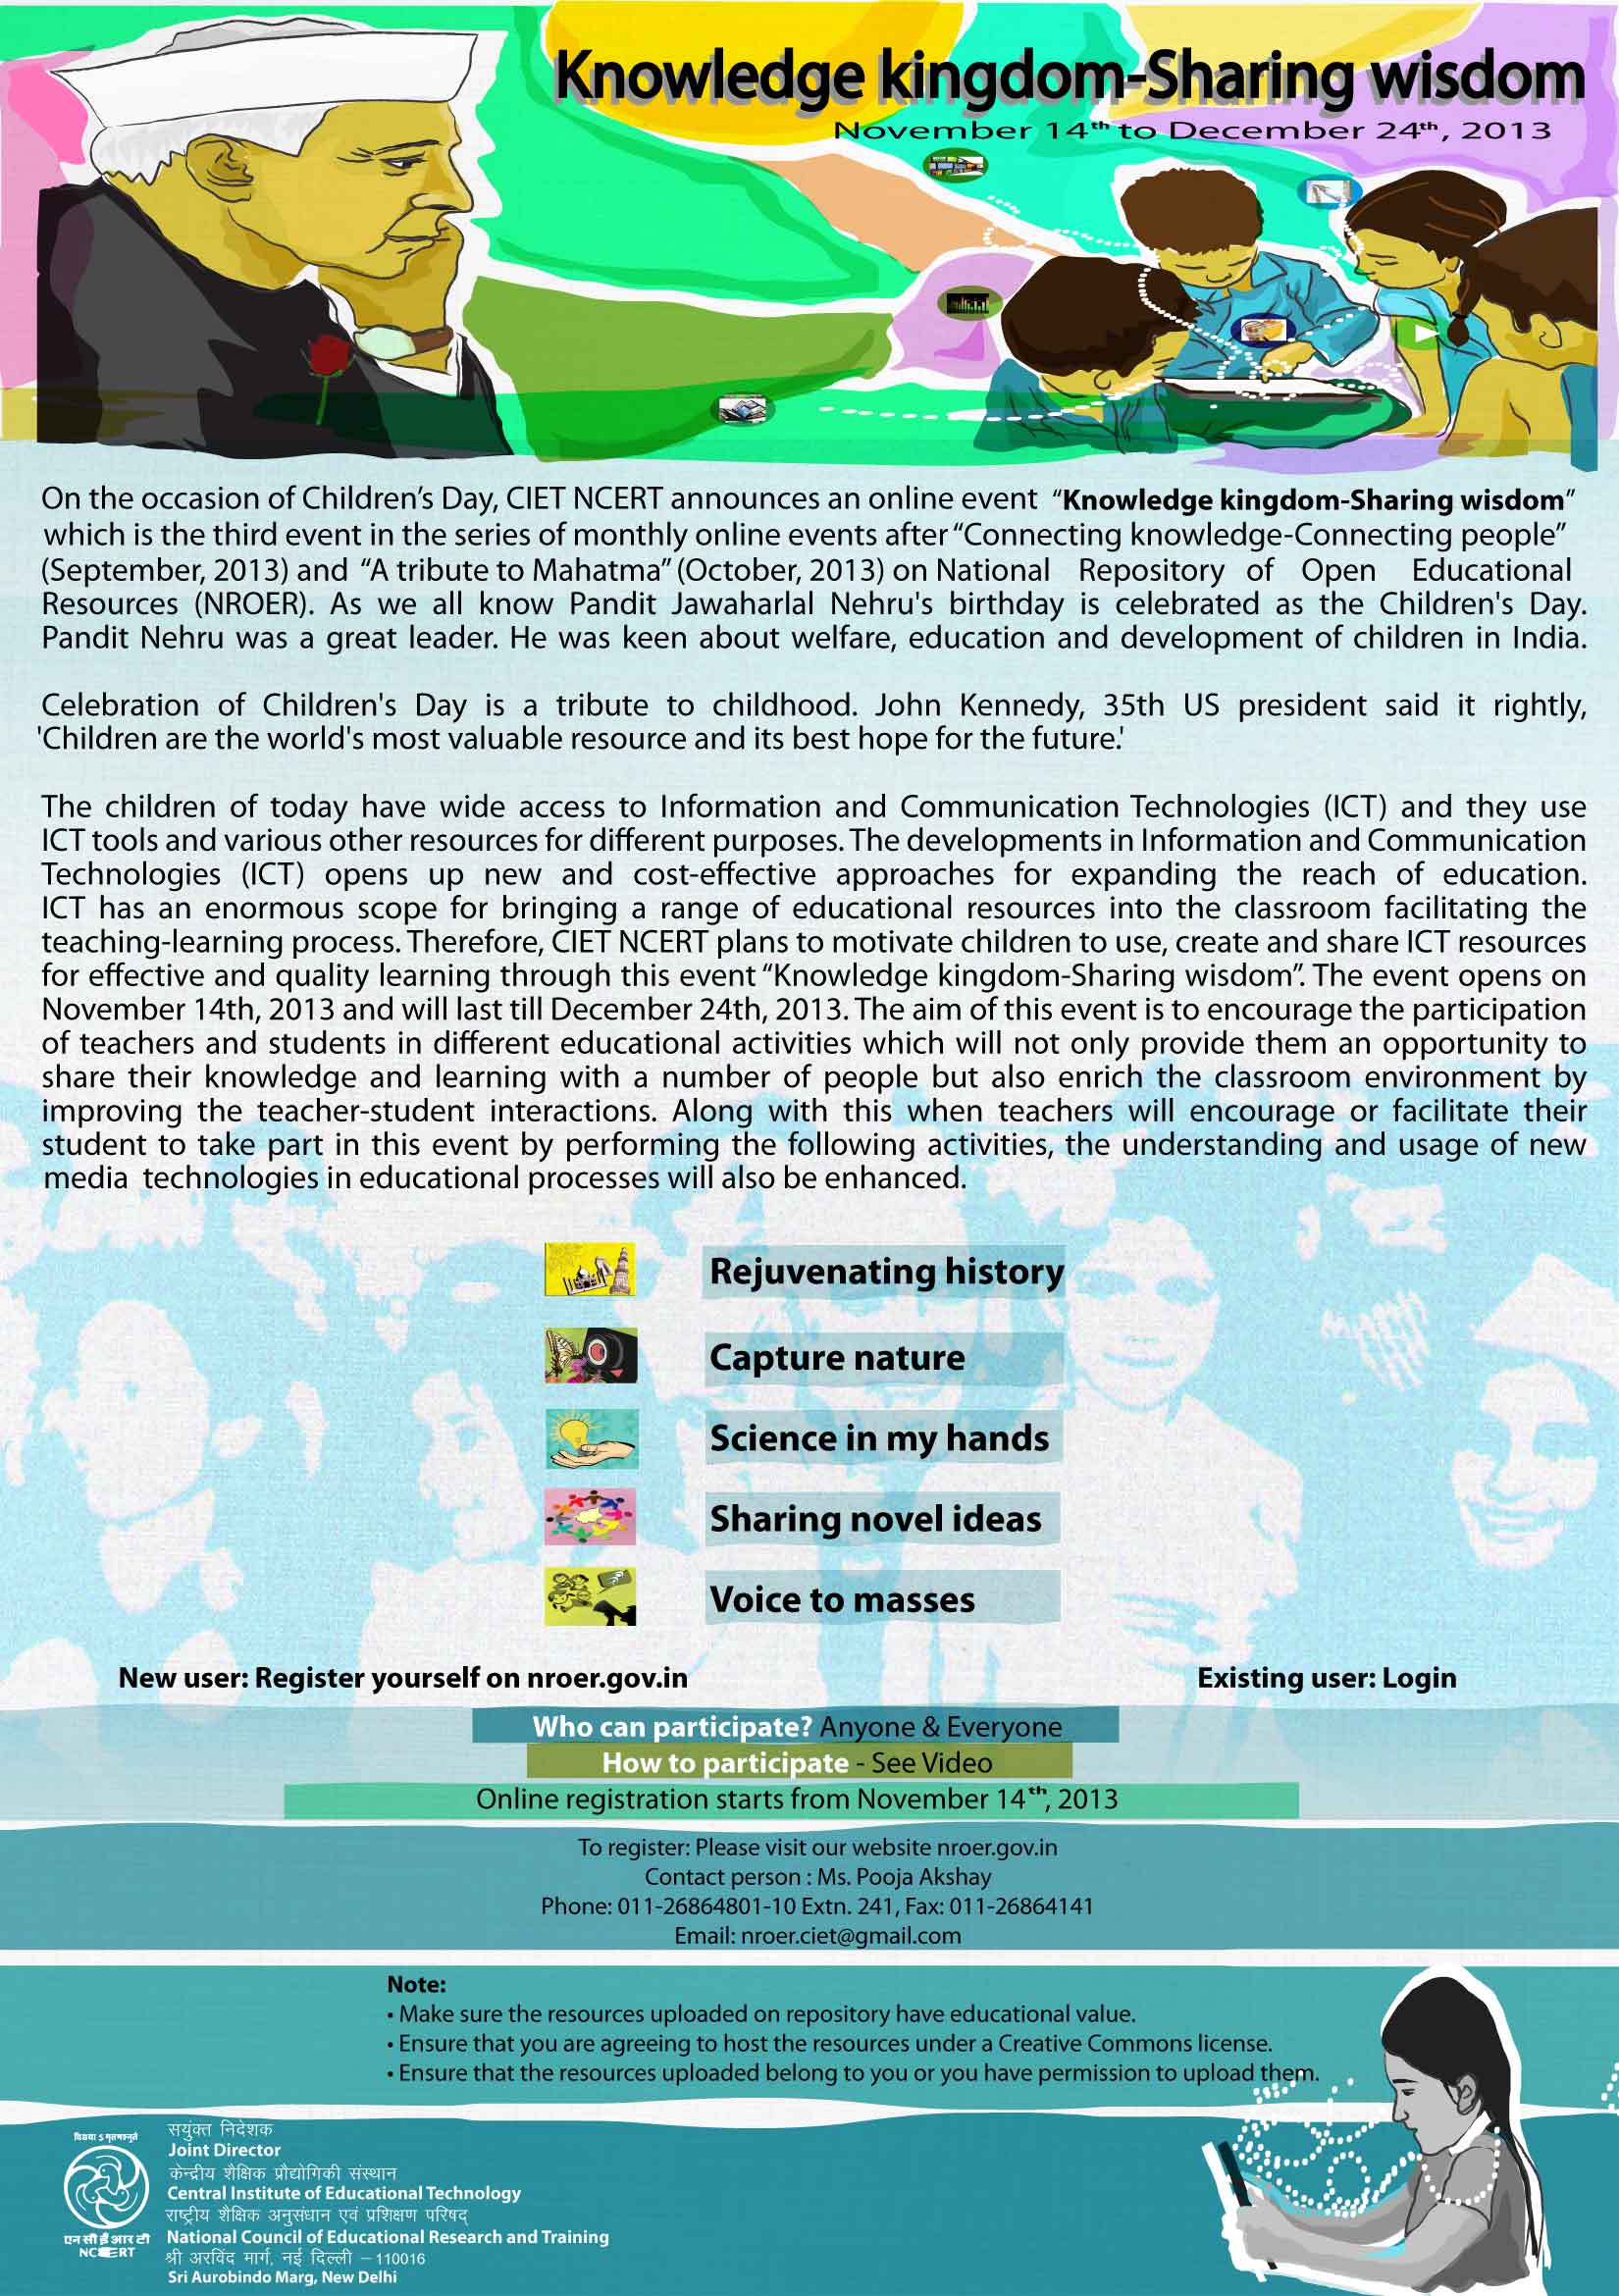 Knowledge kingdom-Sharing wisdom
November 14th to December 24th, 2013
On the occasion of Children's Day, CIET NCERT announces an online event "Knowledge kingdom-Sharing wisdom"
which is the third event in the series of monthly online events after "Connecting knowledge-Connecting people"
(September, 2013) and "A tribute to Mahatma" (October, 2013) on National Repository of Open Educational
Resources (NROER). As we all know Pandit Jawaharlal Nehru's birthday is celebrated as the Children's Day.
Pandit Nehru was a great leader. He was keen about welfare, education and development of children in India.
Celebration of Children's Day is a tribute to childhood. John Kennedy, 35th US president said it rightly,
'Children are the world's most valuable resource and its best hope for the future.'
The children of today have wide access to Information and Communication Technologies (ICT) and they use
ICT tools and various other resources for different purposes. The developments in Information and Communication
Technologies (ICT) opens up new and cost-effective approaches for expanding the reach of education.
ICT has an enormous scope for bringing a range of educational resources into the classroom facilitating the
teaching-learning process. Therefore, CIET NCERT plans to motivate children to use, create and share ICT resources
for effective and quality learning through this event "Knowledge kingdom-Sharing wisdom". The event opens on
November 14th, 2013 and will last till December 24th, 2013. The aim of this event is to encourage the participation
of teachers and students in different educational activities which will not only provide them an opportunity to
share their knowledge and learning with a number of people but also enrich the classroom environment by
improving the teacher-student interactions. Along with this when teachers will encourage or facilitate their
student to take part in this event by performing the following activities, the understanding and usage of new
media technologies in educational processes will also be enhanced.
Rejuvenating history
Capture nature
Science in my hands
Sharing novel ideas
Voice to masses
New user: Register yourself on nroer.gov.in
Existing user: Login
Who can participate? Anyone & Everyone
How to participate - See Video
Online registration starts from November 14th, 2013
To register: Please visit our website nroer.gov.in
Contact person : Ms. Pooja Akshay
Phone: 011-26864801-10 Extn. 241, Fax: 011-26864141
Email: nroer.ciet@gmail.com
Note:
• Make sure the resources uploaded on repository have educational value.
• Ensure that you are agreeing to host the resources under a Creative Commons license.
• Ensure that the resources uploaded belong to you or you have permission to upload them.
एन सी ई आर टी
NCERT
सयुंक्त निदेशक
Joint Director
केन्द्रीय शैक्षिक प्रौद्योगिकी संस्थान
Central Institute of Educational Technology
राष्ट्रीय शैक्षिक अनुसंधान एवं प्रशिक्षण परिषद्
National Council of Educational Research and Training
श्री अरविंद मार्ग, नई दिल्ली – 110016
Sri Aurobindo Marg, New Delhi